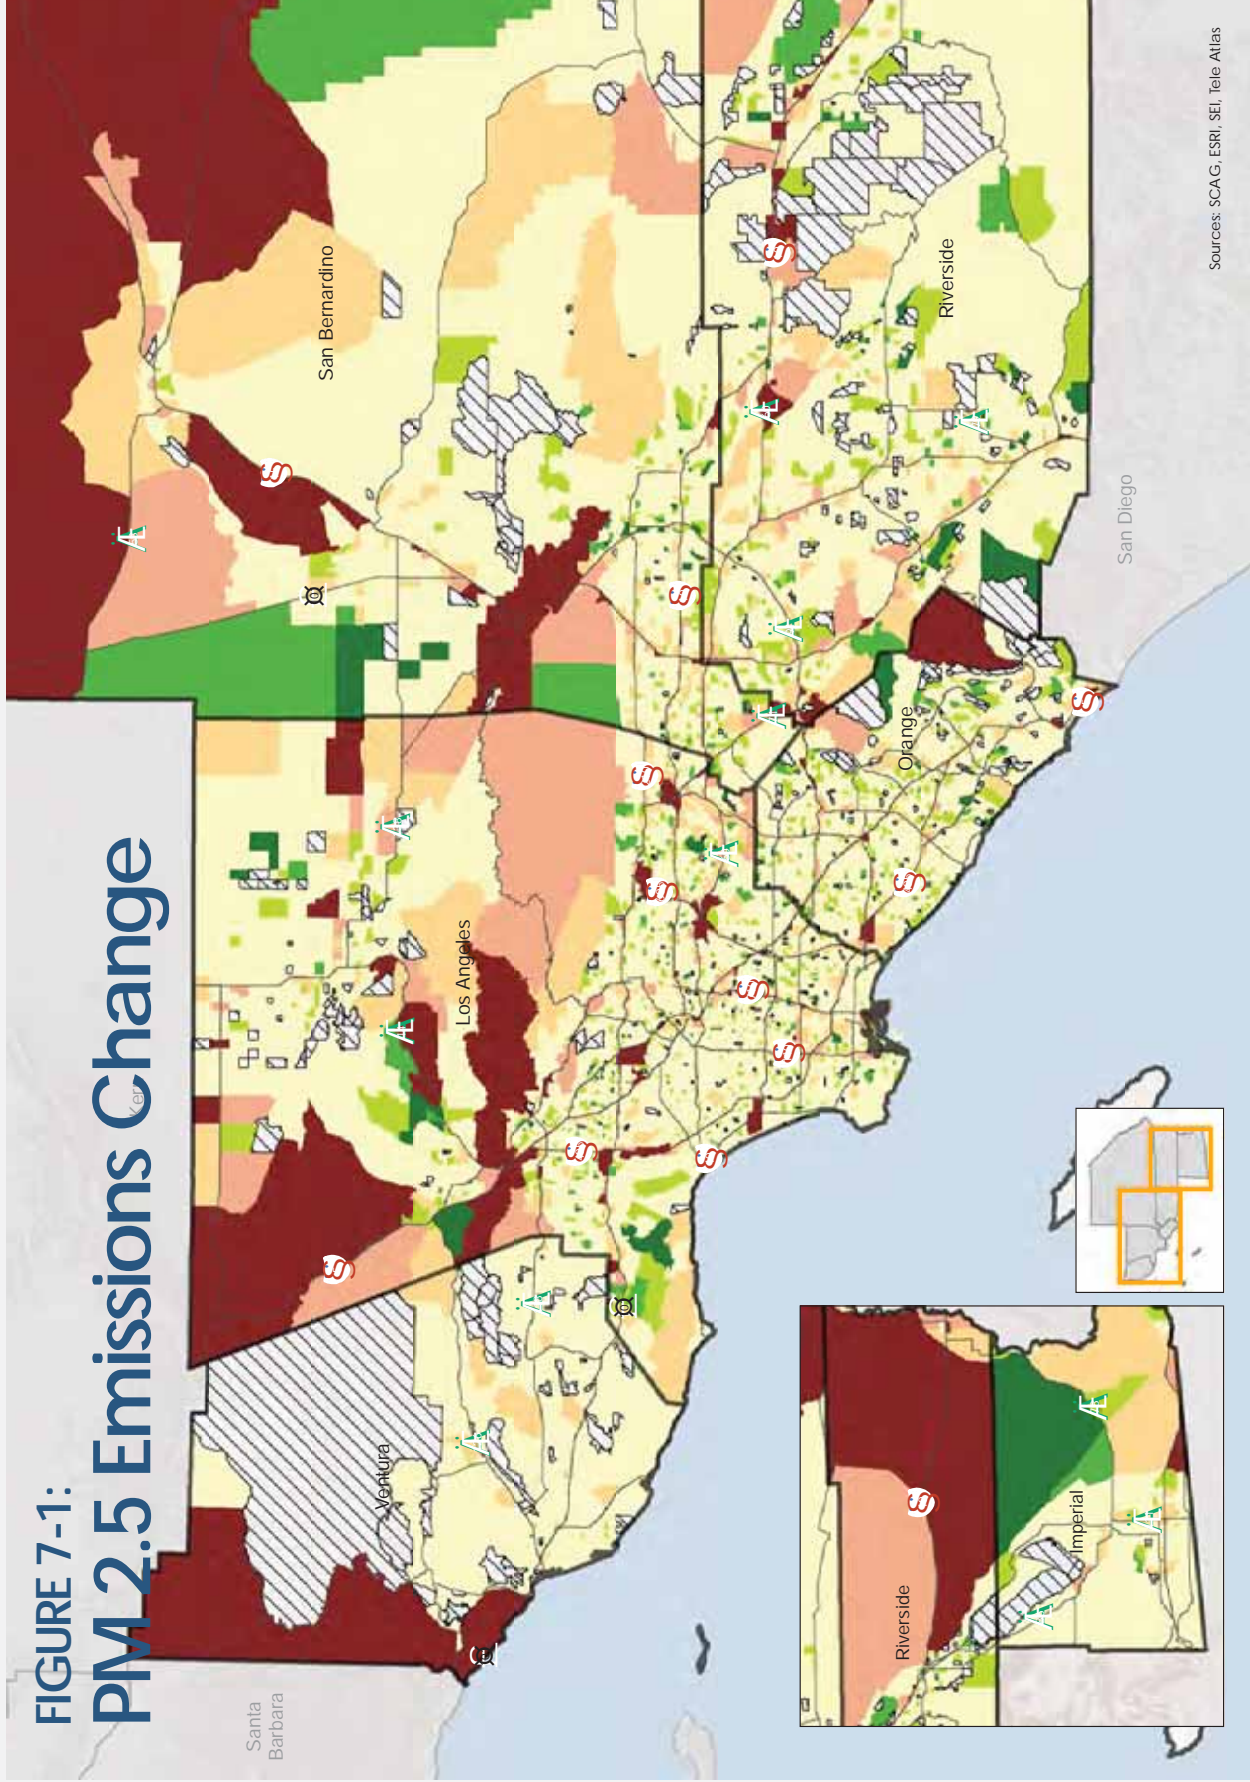 FIGURE 7-1:
PM 2.5 Emissions Change
Santa
Barbara
Ventura
Los Angeles
San Bernardino
Orange
Riverside
San Diego
Riverside
Imperial
Sources: SCAG, ESRI, SEI, Tele Atlas